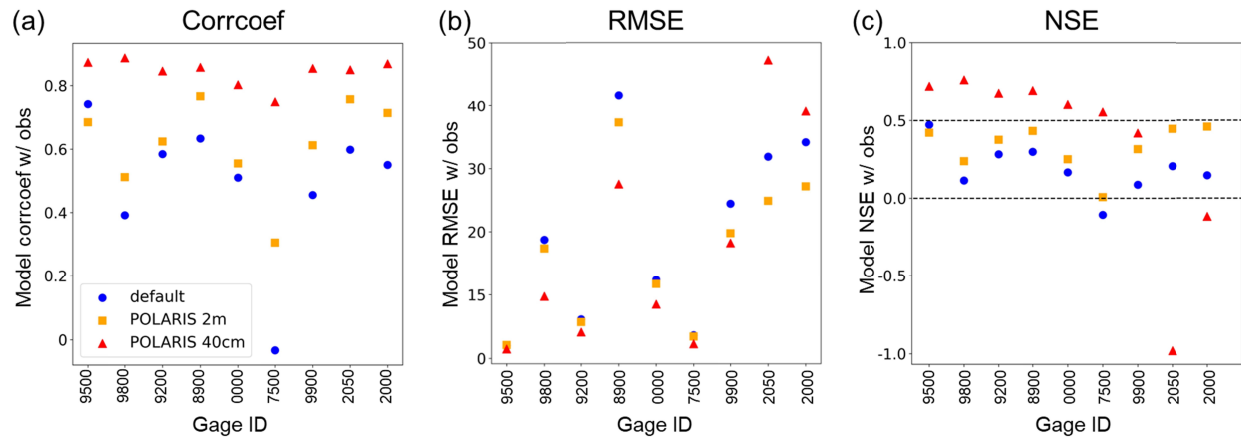 (a) Corrcoef
Model corrcoef w/ obs
0.8
0.6
0.4
0.2
0
default
POLARIS 2m
POLARIS 40cm
9500 9800 9200 8900 0000 7500 9900 2050 2000
Gage ID
(b) RMSE
Model RMSE w/ obs
50
40
30
20
15
0
9500 9800 9200 8900 0000 7500 9900 2050 2000
Gage ID
(c) NSE
Model NSE w/ obs
1.0
0.5
0.0
-0.5
-1.0
9500 9800 9200 8900 0000 7500 9900 2050 2000
Gage ID